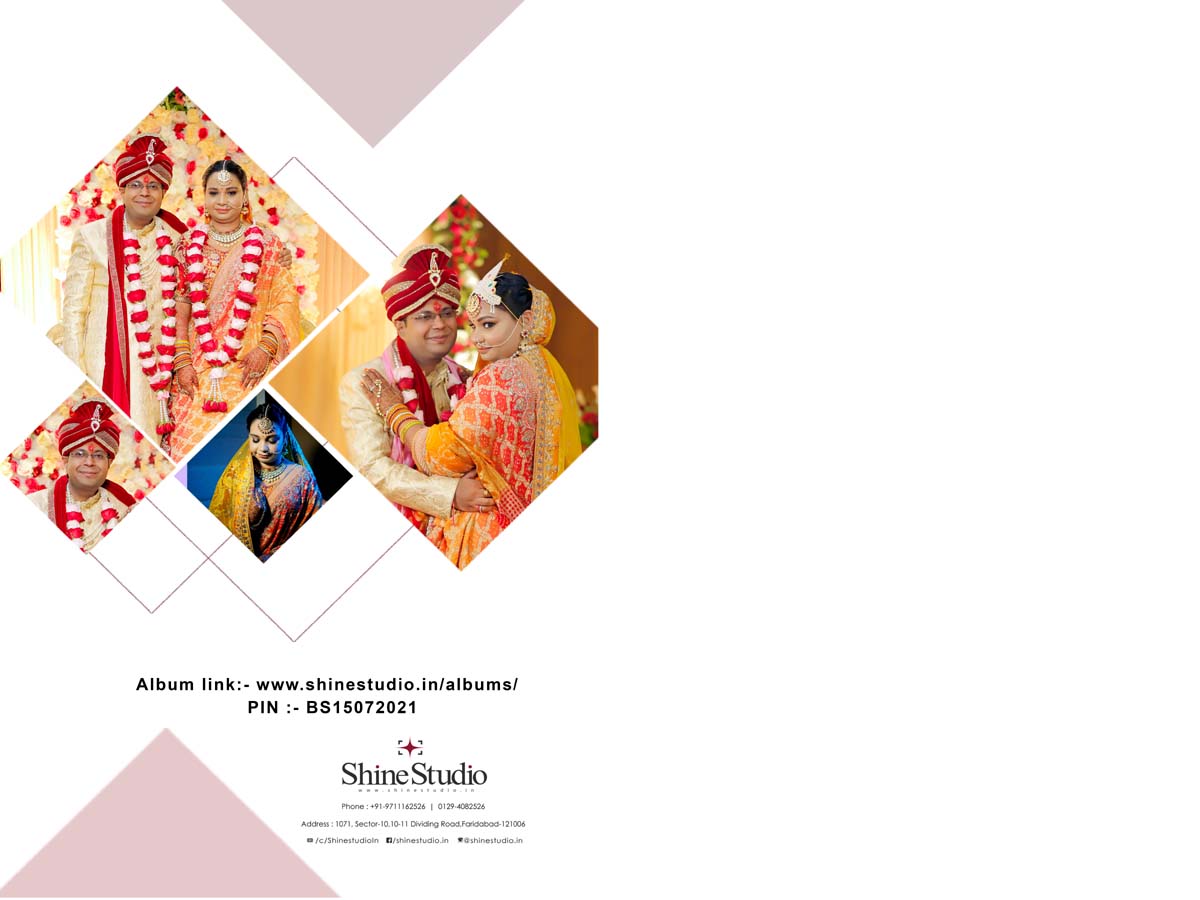 Album link:- www.shinestudio.in/albums/
PIN :- BS15072021
Shine Studio
www.shinestudio.in
Phone : +91-9711162526 | 0129-4082526
Address : 1071, Sector-10,10-11 Dividing Road,Faridabad-121006
/c/ShinestudioIn /shinestudio.in @shinestudio.in